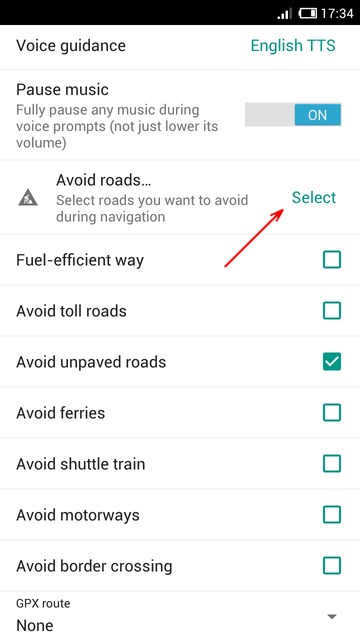 17:34
Voice guidance English TTS
Pause music
Fully pause any music during
voice prompts (not just lower its
volume)
ON
Avoid roads…
Select roads you want to avoid
during navigation
Select
Fuel-efficient way
Avoid toll roads
Avoid unpaved roads
Avoid ferries
Avoid shuttle train
Avoid motorways
Avoid border crossing
GPX route
None